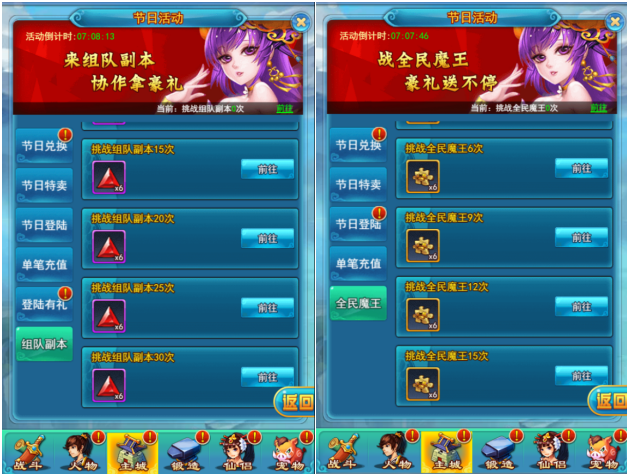 节日活动
活动倒计时:07:08:13
来组队副本
协作拿豪礼
当前：挑战组队副本0次
前往
节日兑换
节日特卖
节日登陆
单笔充值
登陆有礼
组队副本
挑战组队副本15次
x6
前往
挑战组队副本20次
x6
前往
挑战组队副本25次
x6
前往
挑战组队副本30次
x6
前往
返回
战斗
人物
主城
锻造
仙侣
宠物
节日活动
活动倒计时:07:07:46
战全民魔王
豪礼送不停
当前：挑战全民魔王0次
前往
节日兑换
节日特卖
节日登陆
单笔充值
全民魔王
挑战全民魔王6次
x6
前往
挑战全民魔王9次
x6
前往
挑战全民魔王12次
x6
前往
挑战全民魔王15次
x6
前往
返回
战斗
人物
主城
锻造
仙侣
宠物